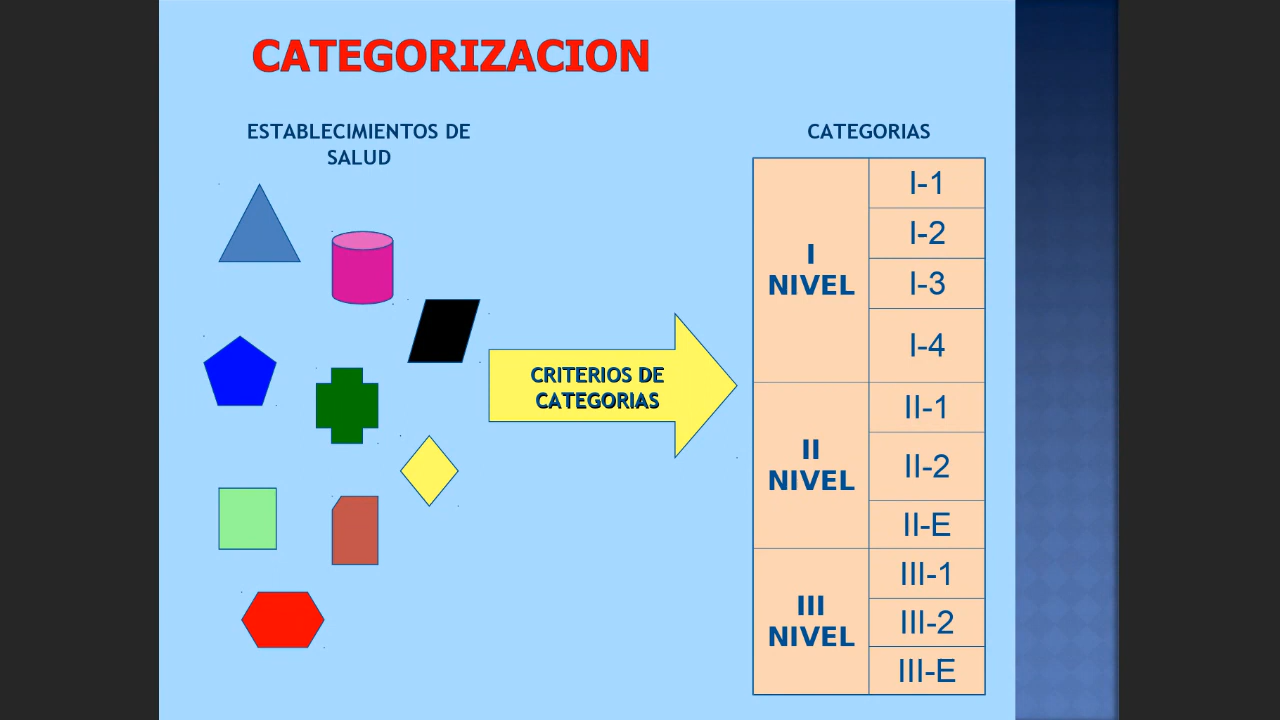 CATEGORIZACION
ESTABLECIMIENTOS DE
SALUD
CRITERIOS DE
CATEGORIAS
CATEGORIAS
I
NIVEL
I-1
I-2
I-3
I-4
II
NIVEL
II-1
II-2
II-E
III
NIVEL
III-1
III-2
III-E